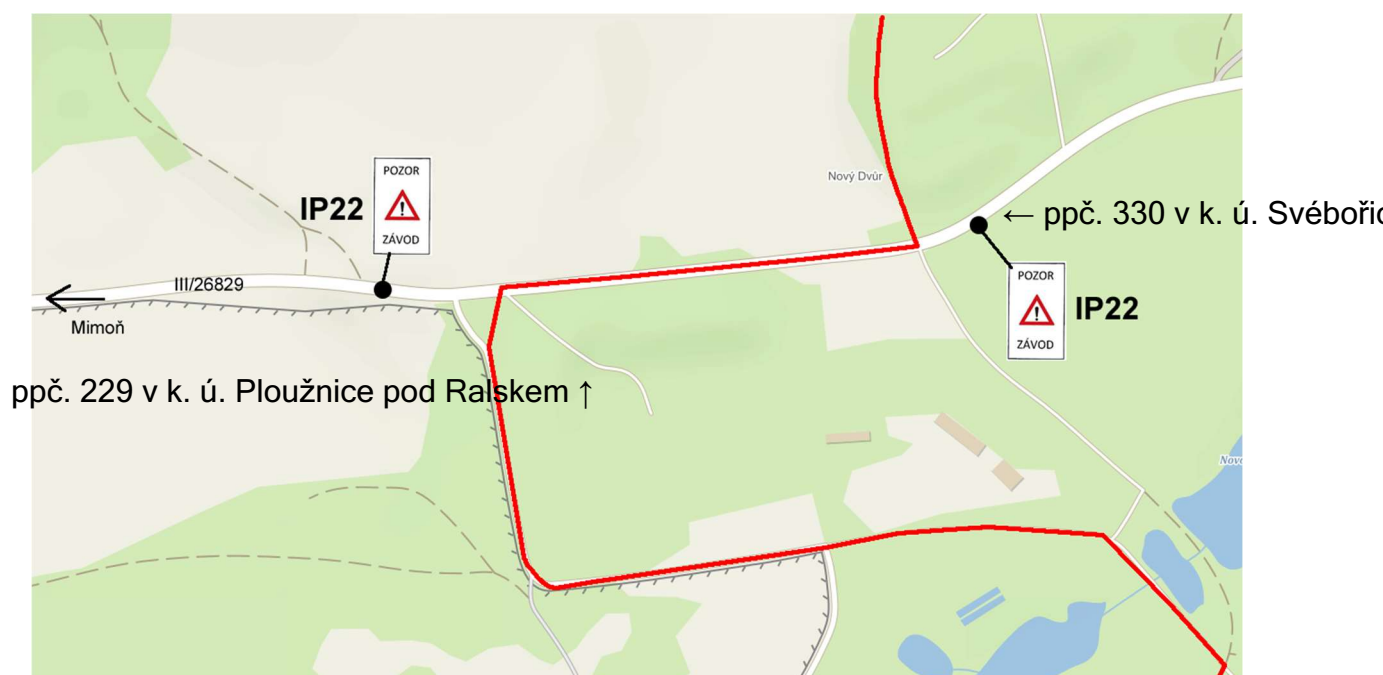 POZOR
IP22
ZÁVOD
Nový Dvůr
← ppč. 330 v k. ú. Svébořic
III/26829
POZOR
IP22
ZÁVOD
Mimoň
ppč. 229 v k. ú. Ploužnice pod Ralskem ↑